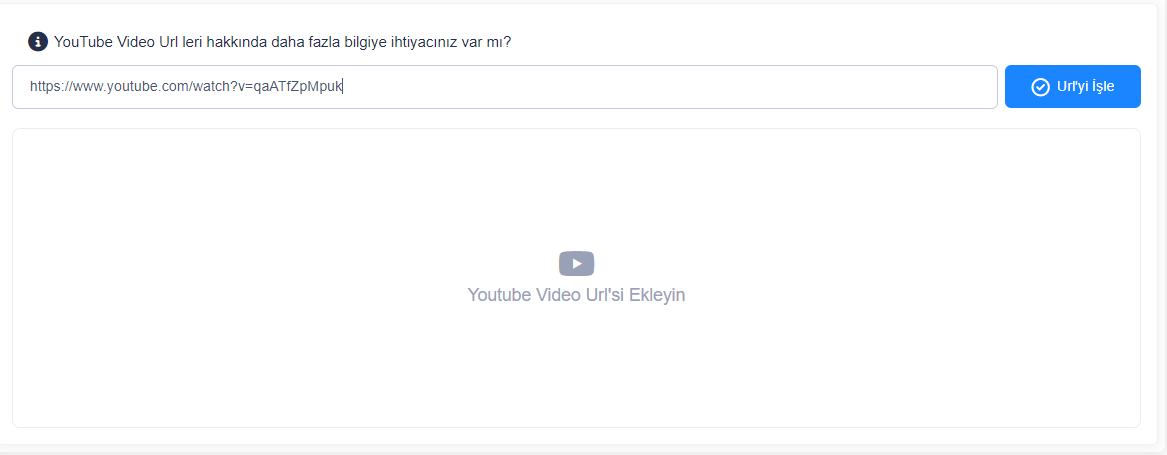 YouTube Video Url leri hakkında daha fazla bilgiye ihtiyacınız var mı?
https://www.youtube.com/watch?v=qaATfZpMpuk
Url'yi İşle
Youtube Video Url'si Ekleyin